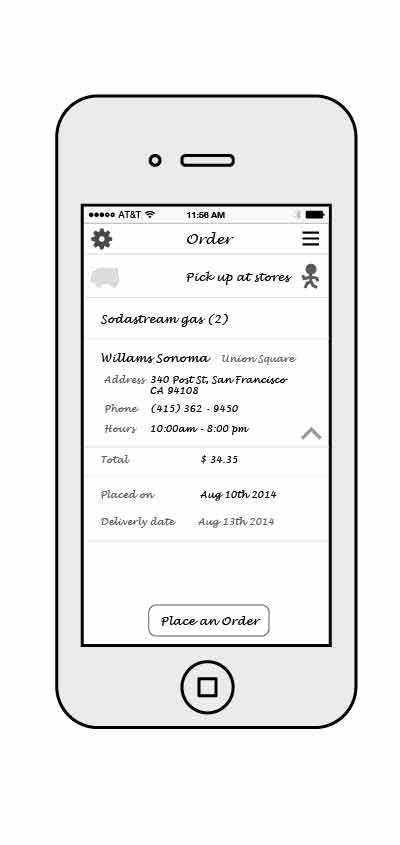 AT&T 11:56 AM
Order
Pick up at stores
Sodastream gas (2)
Willams Sonoma Union Square
Address 340 Post St, San Francisco
CA 94108
Phone (415) 362 - 9450
Hours 10:00am - 8:00 pm
Total $ 34.35
Placed on Aug 10th 2014
Deliverly date Aug 13th 2014
Place an Order